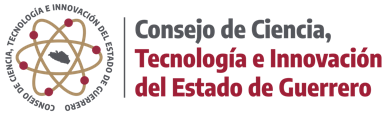 CONSEJO DE CIENCIA, TECNOLOGÍA E INNOVACIÓN DEL ESTADO DE GUERRERO
Consejo de Ciencia,
Tecnología e Innovación
del Estado de Guerrero